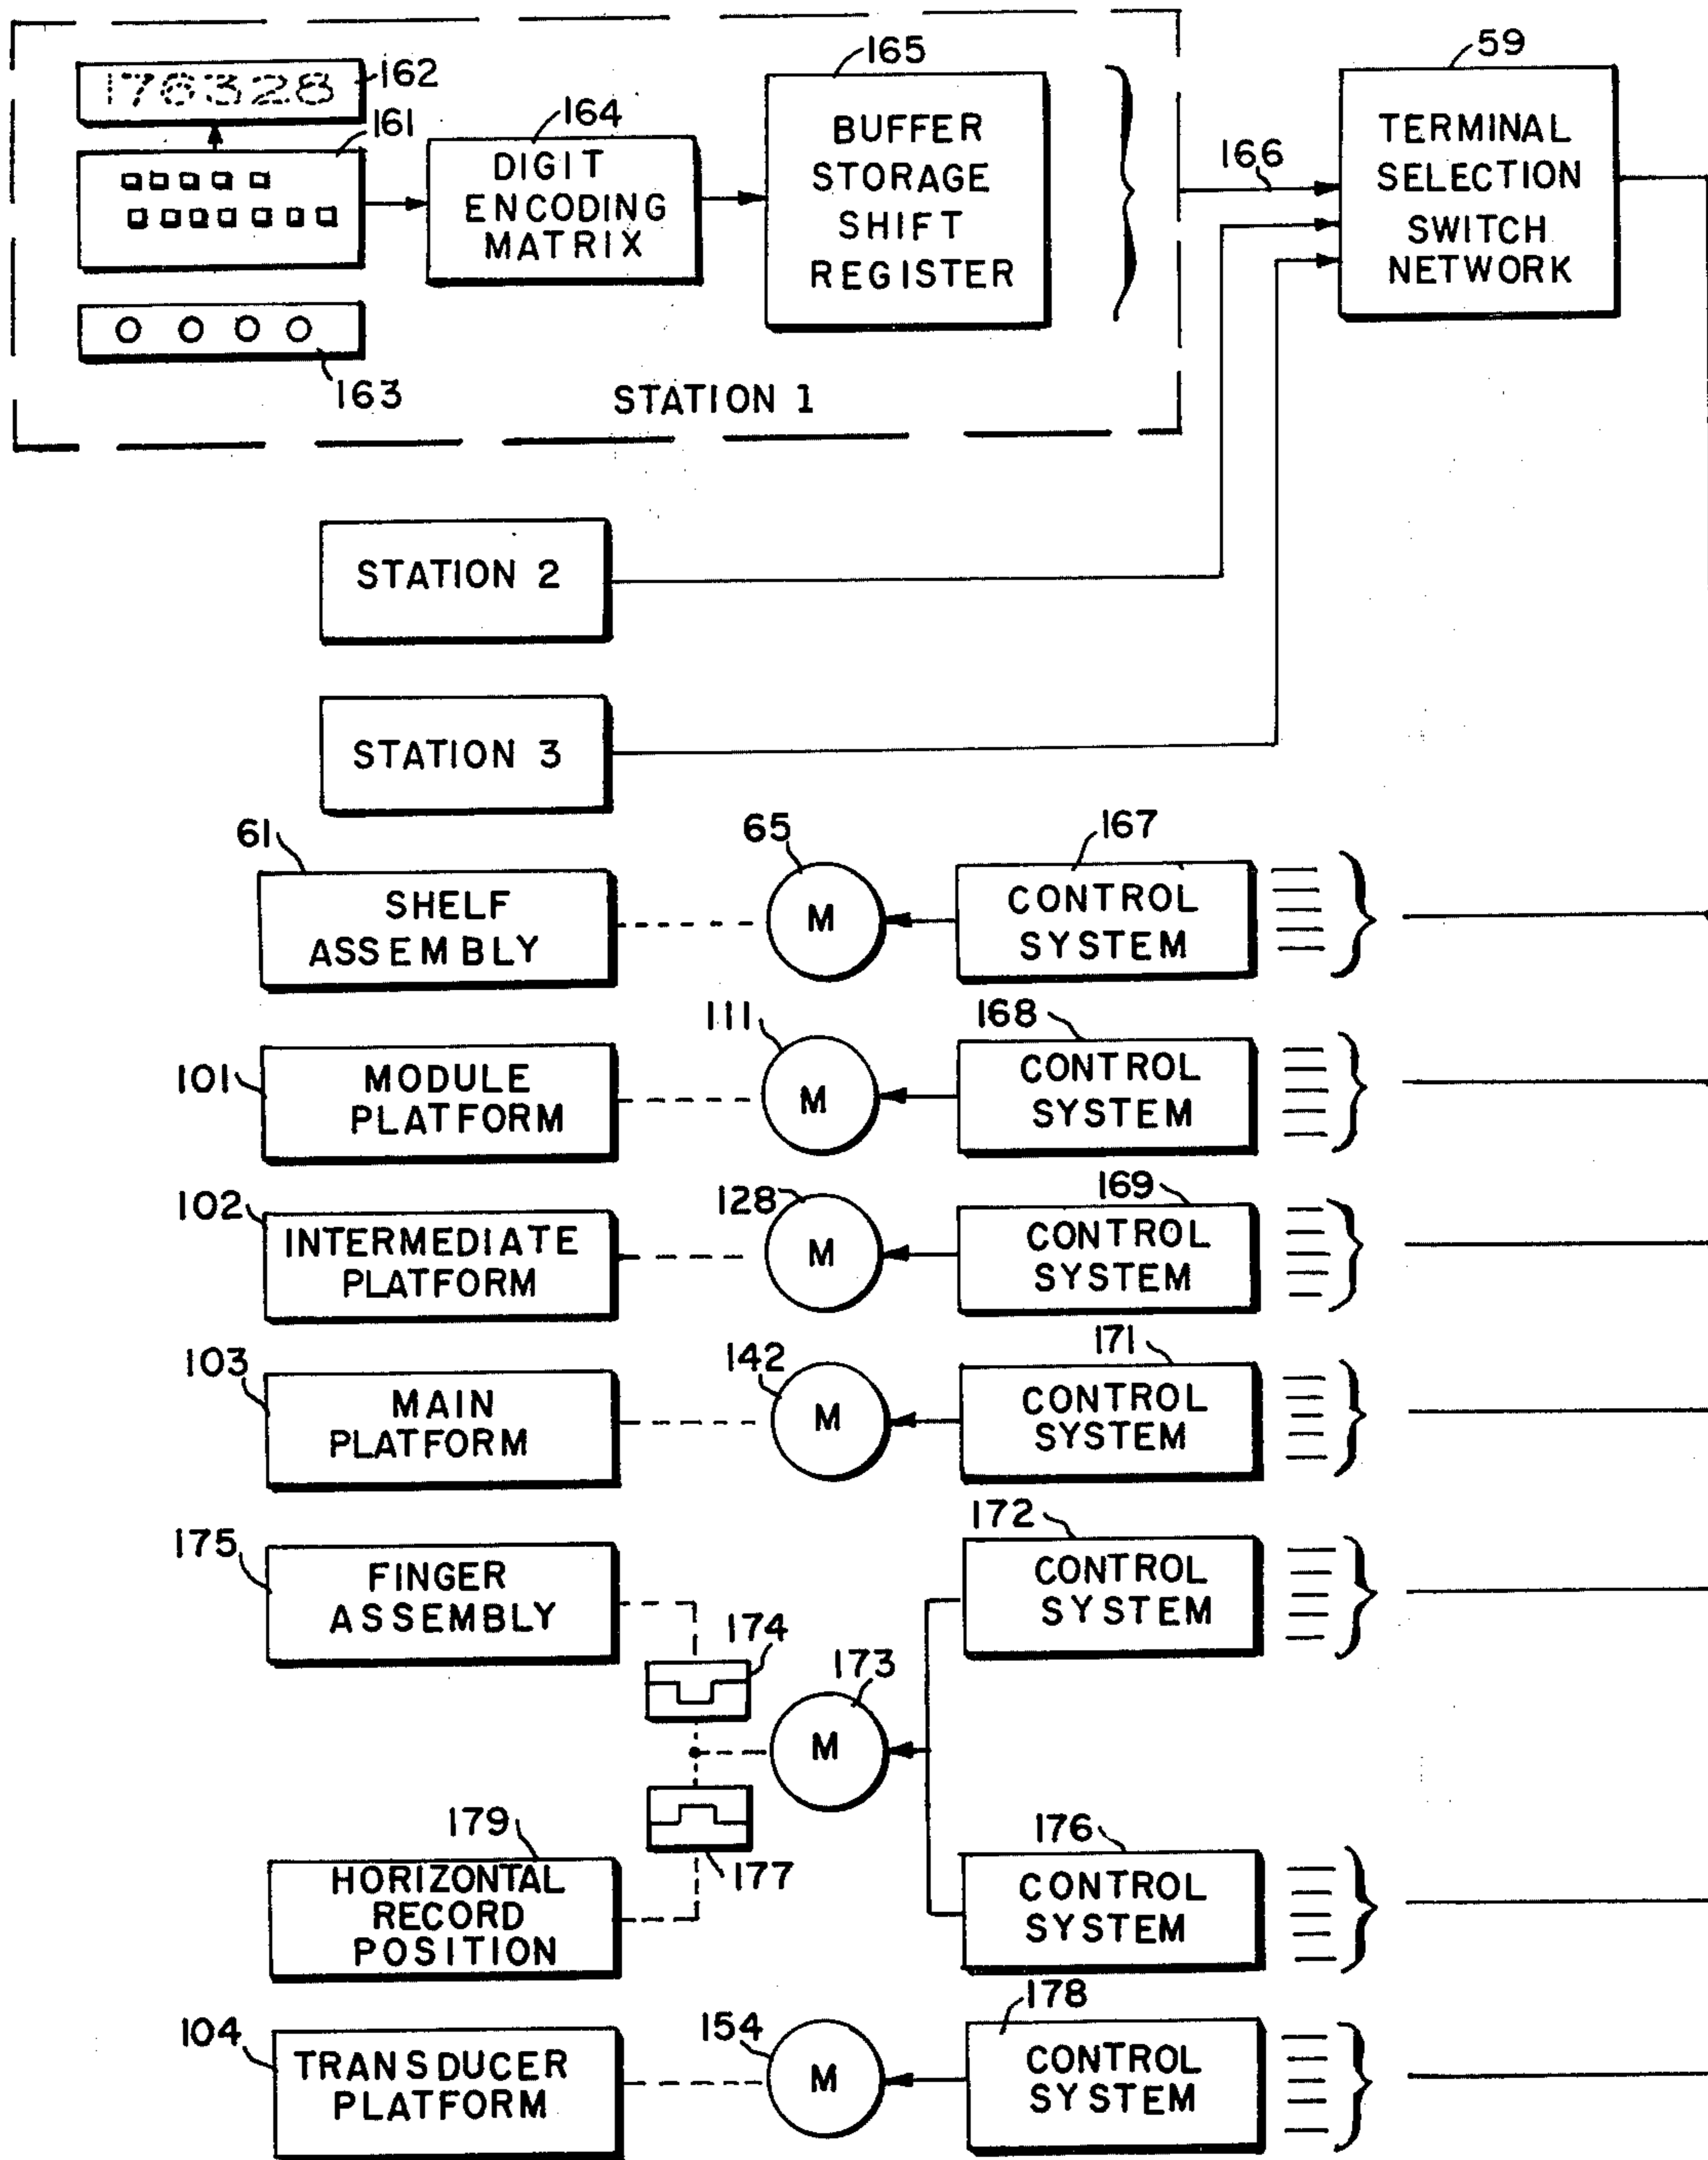 176328
162
161
164
165
59
DIGIT
ENCODING
MATRIX
BUFFER
STORAGE
SHIFT
REGISTER
166
TERMINAL
SELECTION
SWITCH
NETWORK
163
STATION 1
STATION 2
STATION 3
61
SHELF
ASSEMBLY
65
M
167
CONTROL
SYSTEM
101
MODULE
PLATFORM
111
M
168
CONTROL
SYSTEM
102
INTERMEDIATE
PLATFORM
128
M
169
CONTROL
SYSTEM
103
MAIN
PLATFORM
142
M
171
CONTROL
SYSTEM
175
FINGER
ASSEMBLY
174
173
M
172
CONTROL
SYSTEM
179
HORIZONTAL
RECORD
POSITION
177
176
CONTROL
SYSTEM
104
TRANSDUCER
PLATFORM
154
M
178
CONTROL
SYSTEM